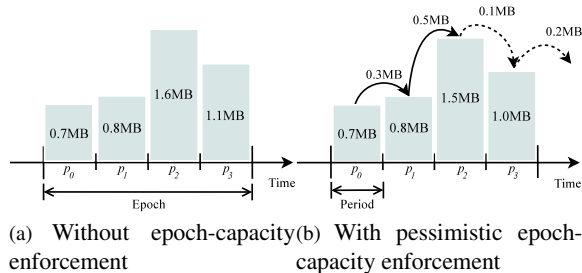 0.5MB
0.1MB
0.2MB
0.3MB
1.6MB
1.5MB
1.1MB
1.0MB
0.7MB
0.8MB
0.7MB
0.8MB
p0 p1 p2 p3
Time
p0 p1 p2 p3
Time
Epoch
Period
(a) Without epoch-capacity enforcement
(b) With pessimistic epoch-capacity enforcement